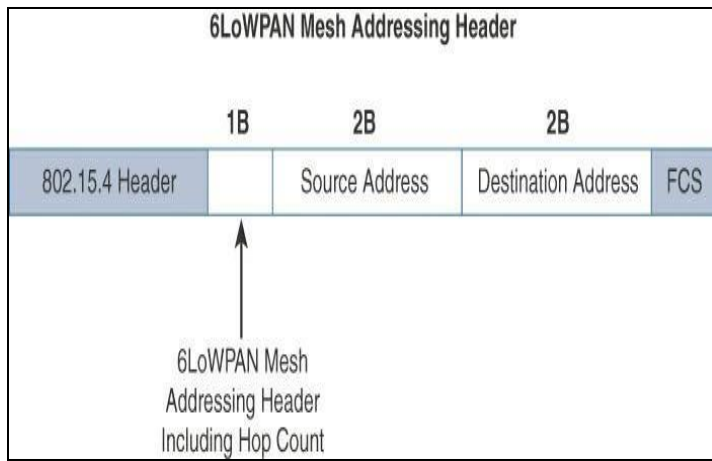 6LoWPAN Mesh Addressing Header
1B 2B 2B
802.15.4 Header Source Address Destination Address FCS
6LoWPAN Mesh
Addressing Header
Including Hop Count